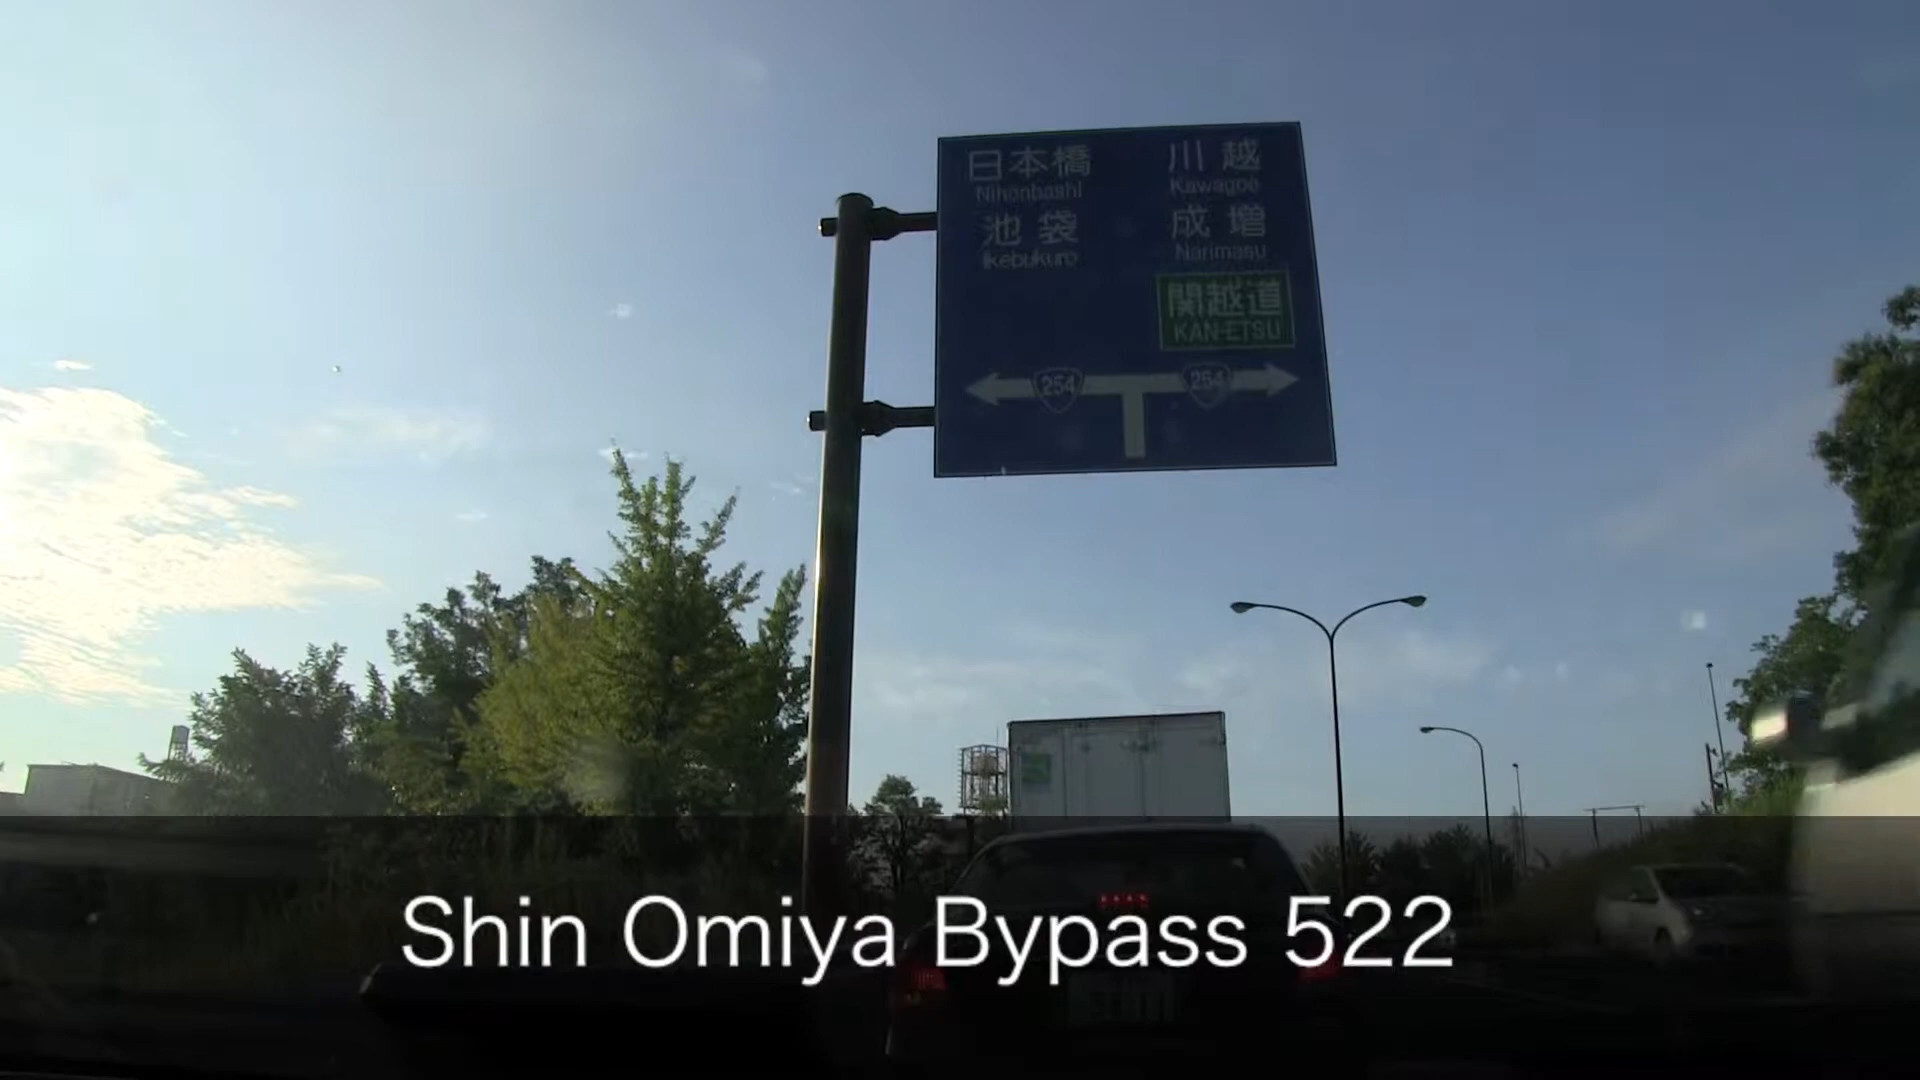 日本橋
Nihonbashi
池袋
Ikebukuro
川越
Kawagoe
成増
Narimasu
関越道
KAN-ETSU
254
254
Shin Omiya Bypass 522